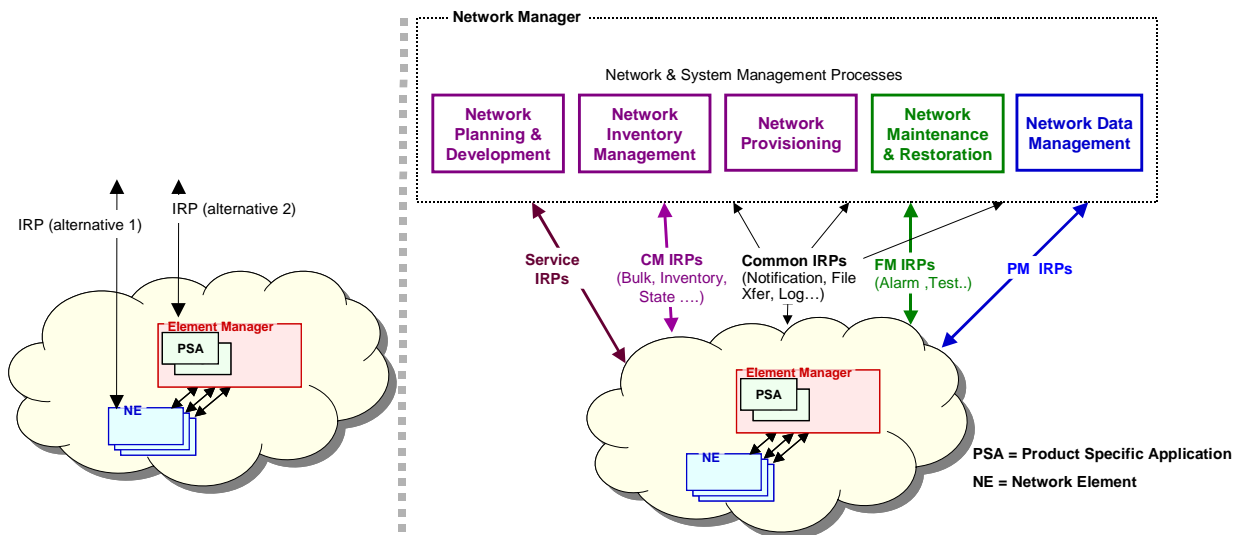 Network Manager
Network & System Management Processes
Network
Planning &
Development
Network
Inventory
Management
Network
Provisioning
Network
Maintenance
& Restoration
Network Data
Management
IRP (alternative 1)
IRP (alternative 2)
Service
IRPs
CM IRPs
(Bulk, Inventory,
State ….)
Common IRPs
(Notification, File
Xfer, Log…)
FM IRPs
(Alarm ,Test..)
PM IRPs
Element Manager
PSA
NE
Element Manager
PSA
NE
PSA = Product Specific Application
NE = Network Element